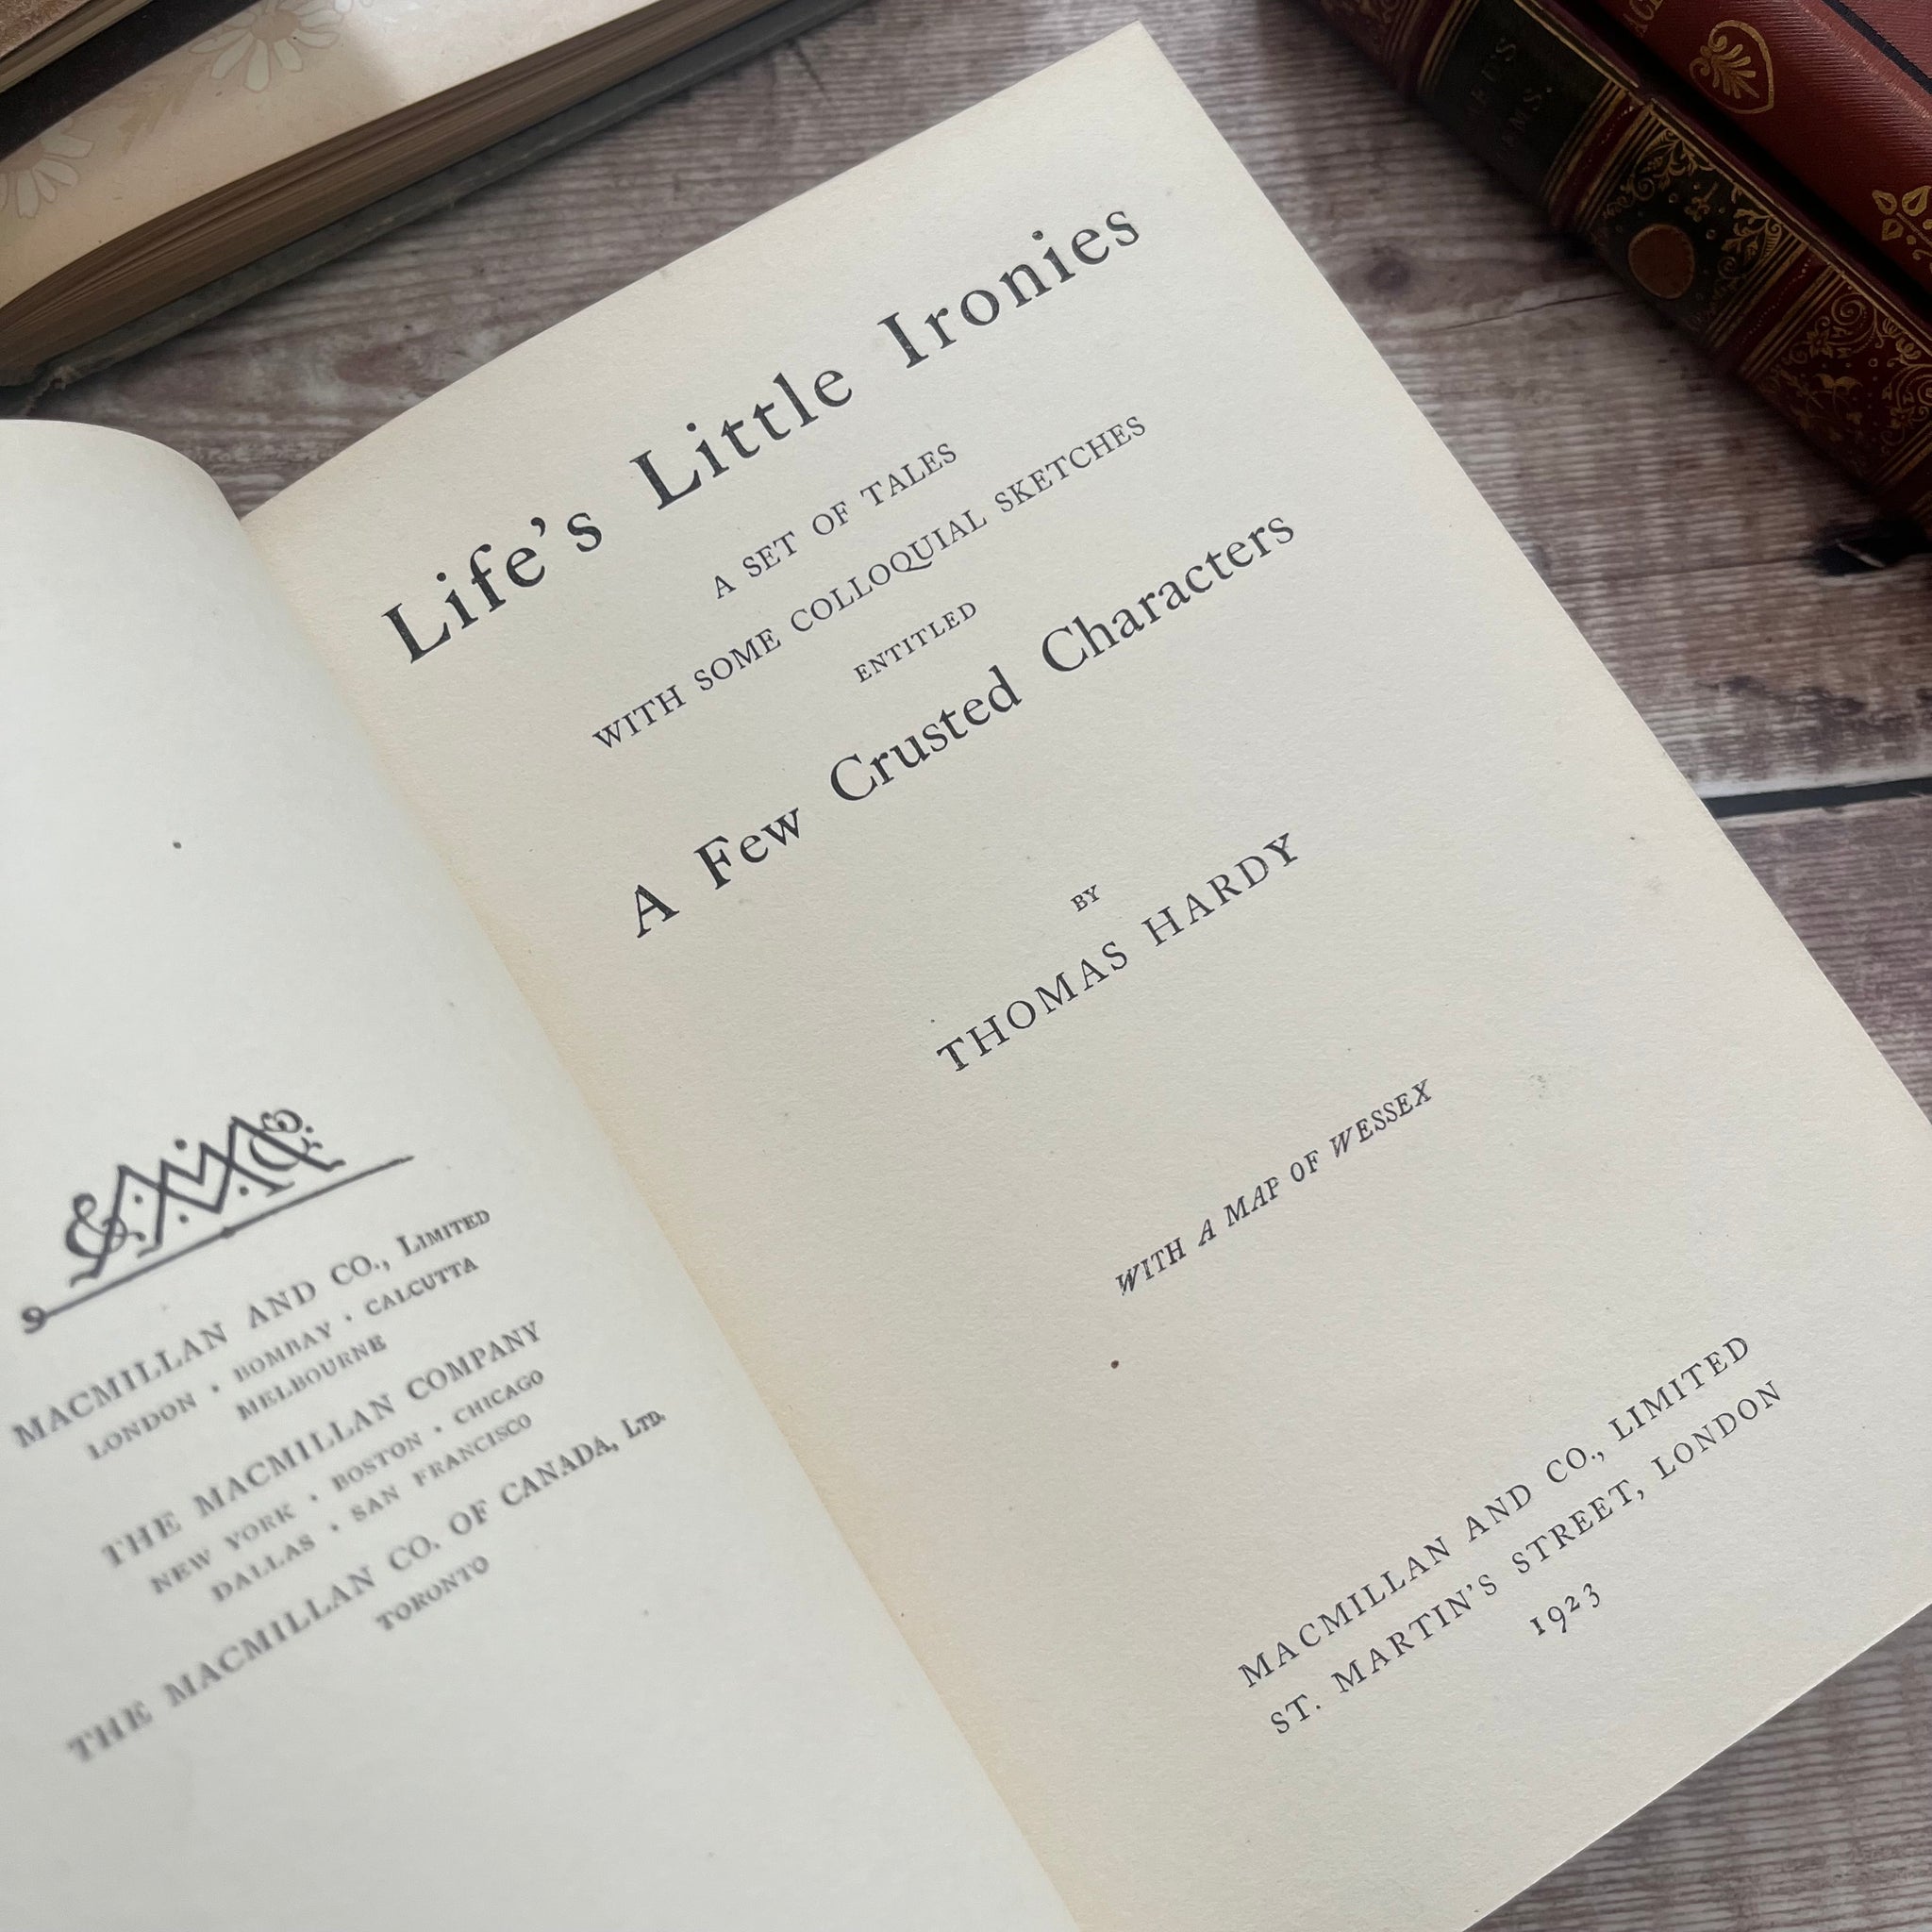 MACMILLAN AND CO., LIMITED
LONDON · BOMBAY · CALCUTTA
MELBOURNE
THE MACMILLAN COMPANY
NEW YORK · BOSTON · CHICAGO
DALLAS · SAN FRANCISCO
THE MACMILLAN CO. OF CANADA, LTD.
TORONTO
Life's Little Ironies
A SET OF TALES
WITH SOME COLLOQUIAL SKETCHES
ENTITLED
A Few Crusted Characters
BY
THOMAS HARDY
WITH A MAP OF WESSEX
MACMILLAN AND CO., LIMITED
ST. MARTIN'S STREET, LONDON
1923